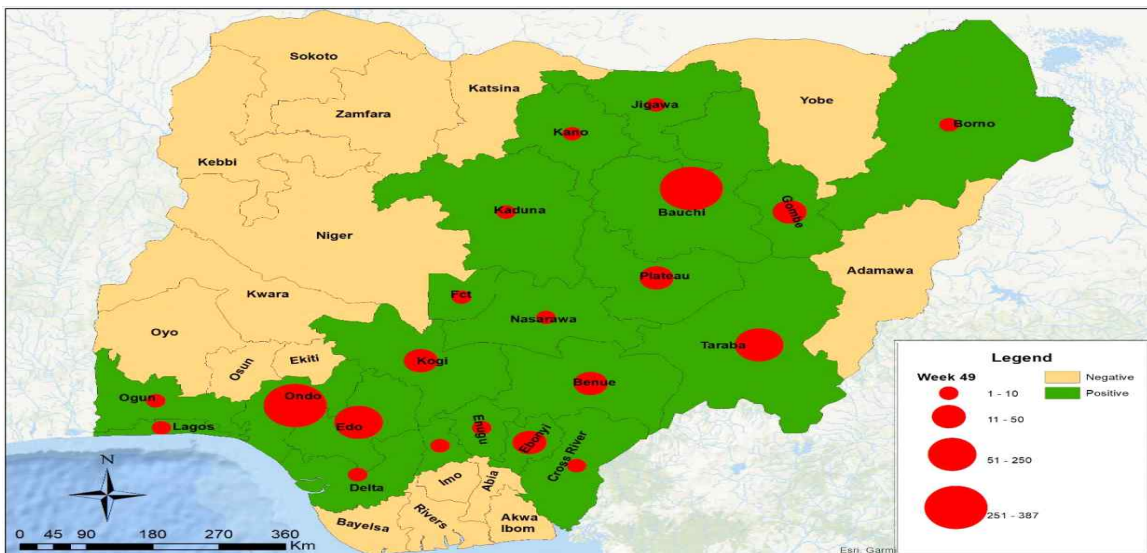 Sokoto
Katsina
Zamfara
Yobe
Jigawa
Kano
Borno
Kebbi
Kaduna
Bauchi
Gombe
Niger
Adamawa
Plateau
Fct
Kwara
Nasarawa
Oyo
Taraba
Osun
Ekiti
Kogi
Benue
Ogun
Ondo
Edo
Lagos
Enugu
Ebonyi
Cross River
Delta
Imo
Abia
Bayelsa
Rivers
Akwa
Ibom
N
0 45 90 180 270 360
Km
Legend
Week 49
1 - 10
11 - 50
51 - 250
251 - 387
Negative
Positive
Esri, Garmi